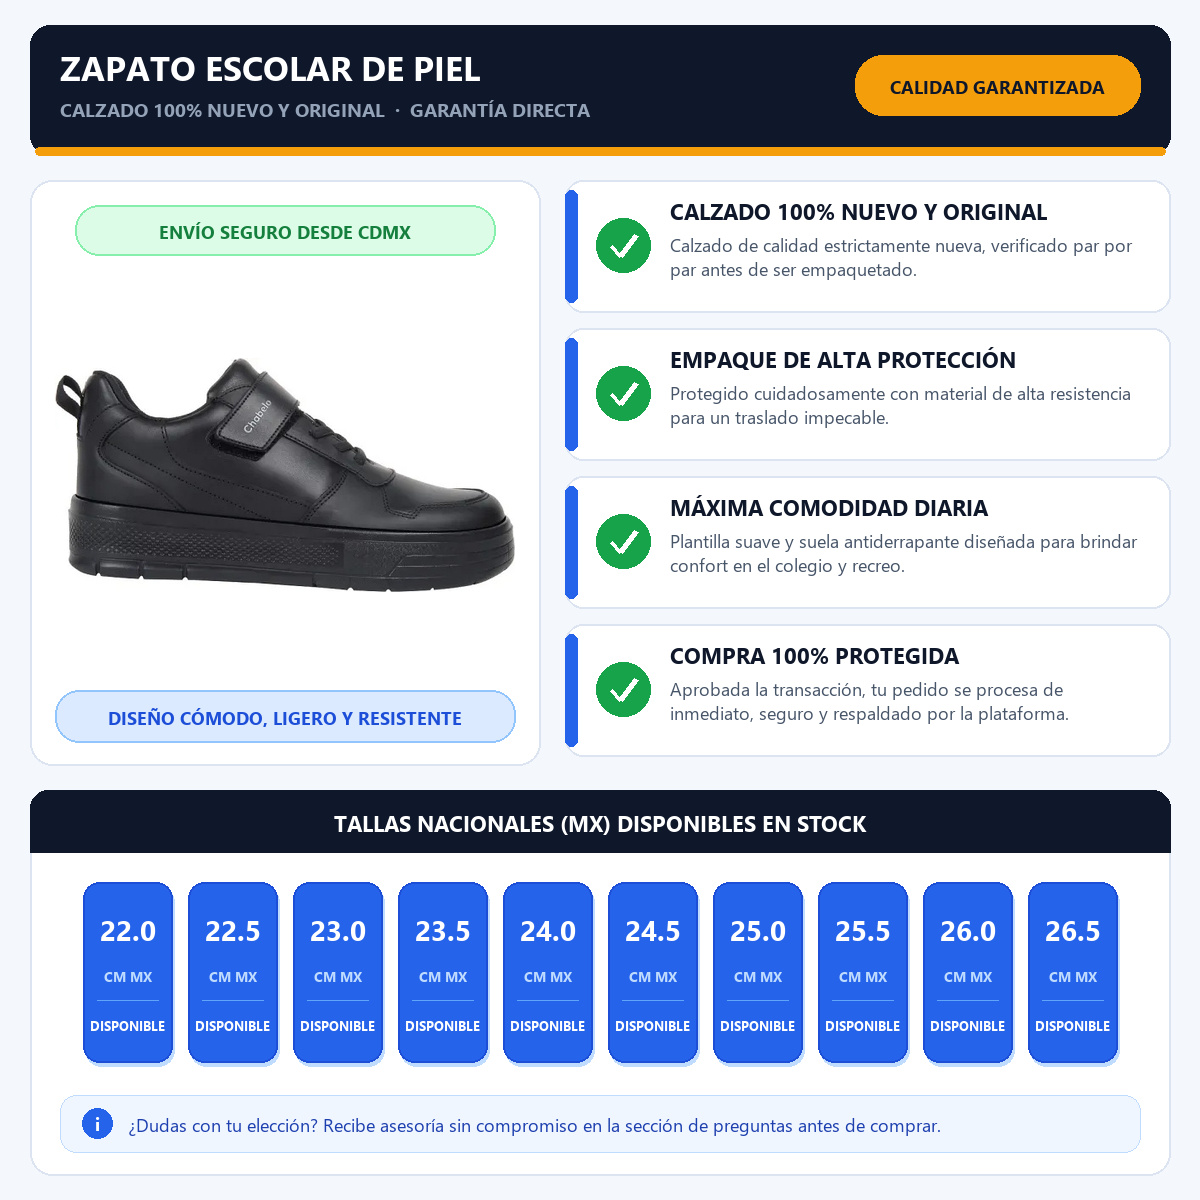 ZAPATO ESCOLAR DE PIEL
CALZADO 100% NUEVO Y ORIGINAL · GARANTÍA DIRECTA
CALIDAD GARANTIZADA
ENVÍO SEGURO DESDE CDMX
Chabelo
DISEÑO CÓMODO, LIGERO Y RESISTENTE
CALZADO 100% NUEVO Y ORIGINAL
Calzado de calidad estrictamente nueva, verificado par por
par antes de ser empaquetado.
EMPAQUE DE ALTA PROTECCIÓN
Protegido cuidadosamente con material de alta resistencia
para un traslado impecable.
MÁXIMA COMODIDAD DIARIA
Plantilla suave y suela antiderrapante diseñada para brindar
confort en el colegio y recreo.
COMPRA 100% PROTEGIDA
Aprobada la transacción, tu pedido se procesa de
inmediato, seguro y respaldado por la plataforma.
TALLAS NACIONALES (MX) DISPONIBLES EN STOCK
22.0 22.5 23.0 23.5 24.0 24.5 25.0 25.5 26.0 26.5
CM MX CM MX CM MX CM MX CM MX CM MX CM MX CM MX CM MX CM MX
DISPONIBLE DISPONIBLE DISPONIBLE DISPONIBLE DISPONIBLE DISPONIBLE DISPONIBLE DISPONIBLE DISPONIBLE DISPONIBLE
¿Dudas con tu elección? Recibe asesoría sin compromiso en la sección de preguntas antes de comprar.